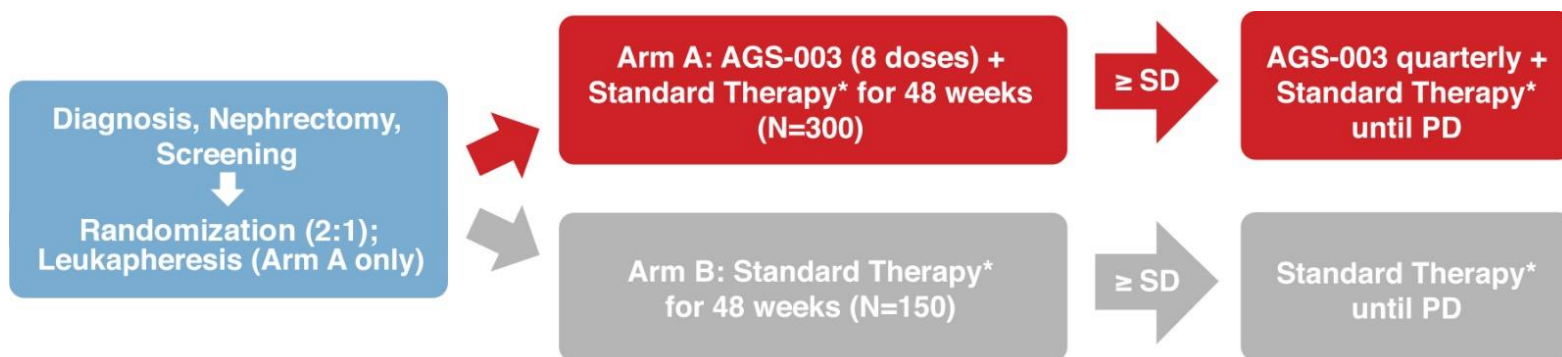 Diagnosis, Nephrectomy,
Screening
Randomization (2:1);
Leukapheresis (Arm A only)
Arm A: AGS-003 (8 doses) +
Standard Therapy* for 48 weeks
(N=300)
≥ SD
AGS-003 quarterly +
Standard Therapy*
until PD
Arm B: Standard Therapy*
for 48 weeks (N=150)
≥ SD
Standard Therapy*
until PD